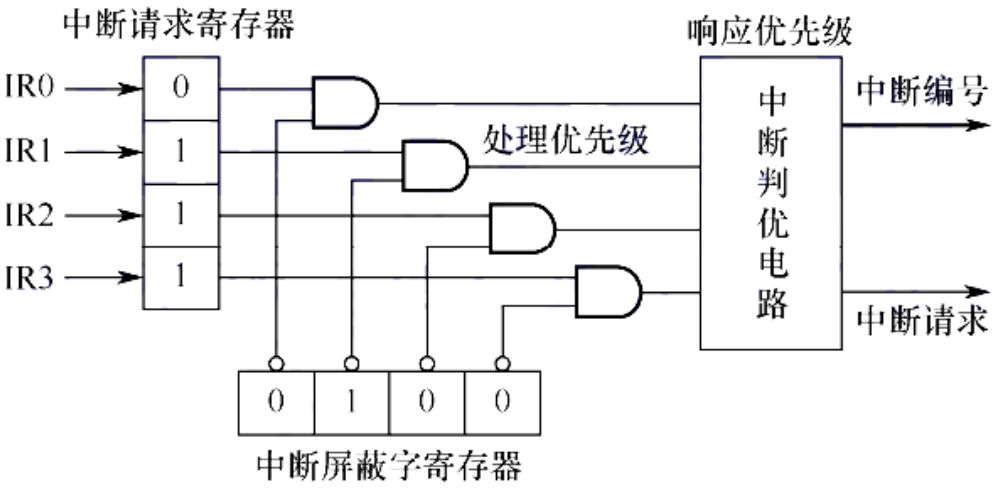 中断请求寄存器
响应优先级
IR0
0
IR1
1
IR2
1
IR3
1
处理优先级
中断判优电路
中断编号
中断请求
0 1 0 0
中断屏蔽字寄存器